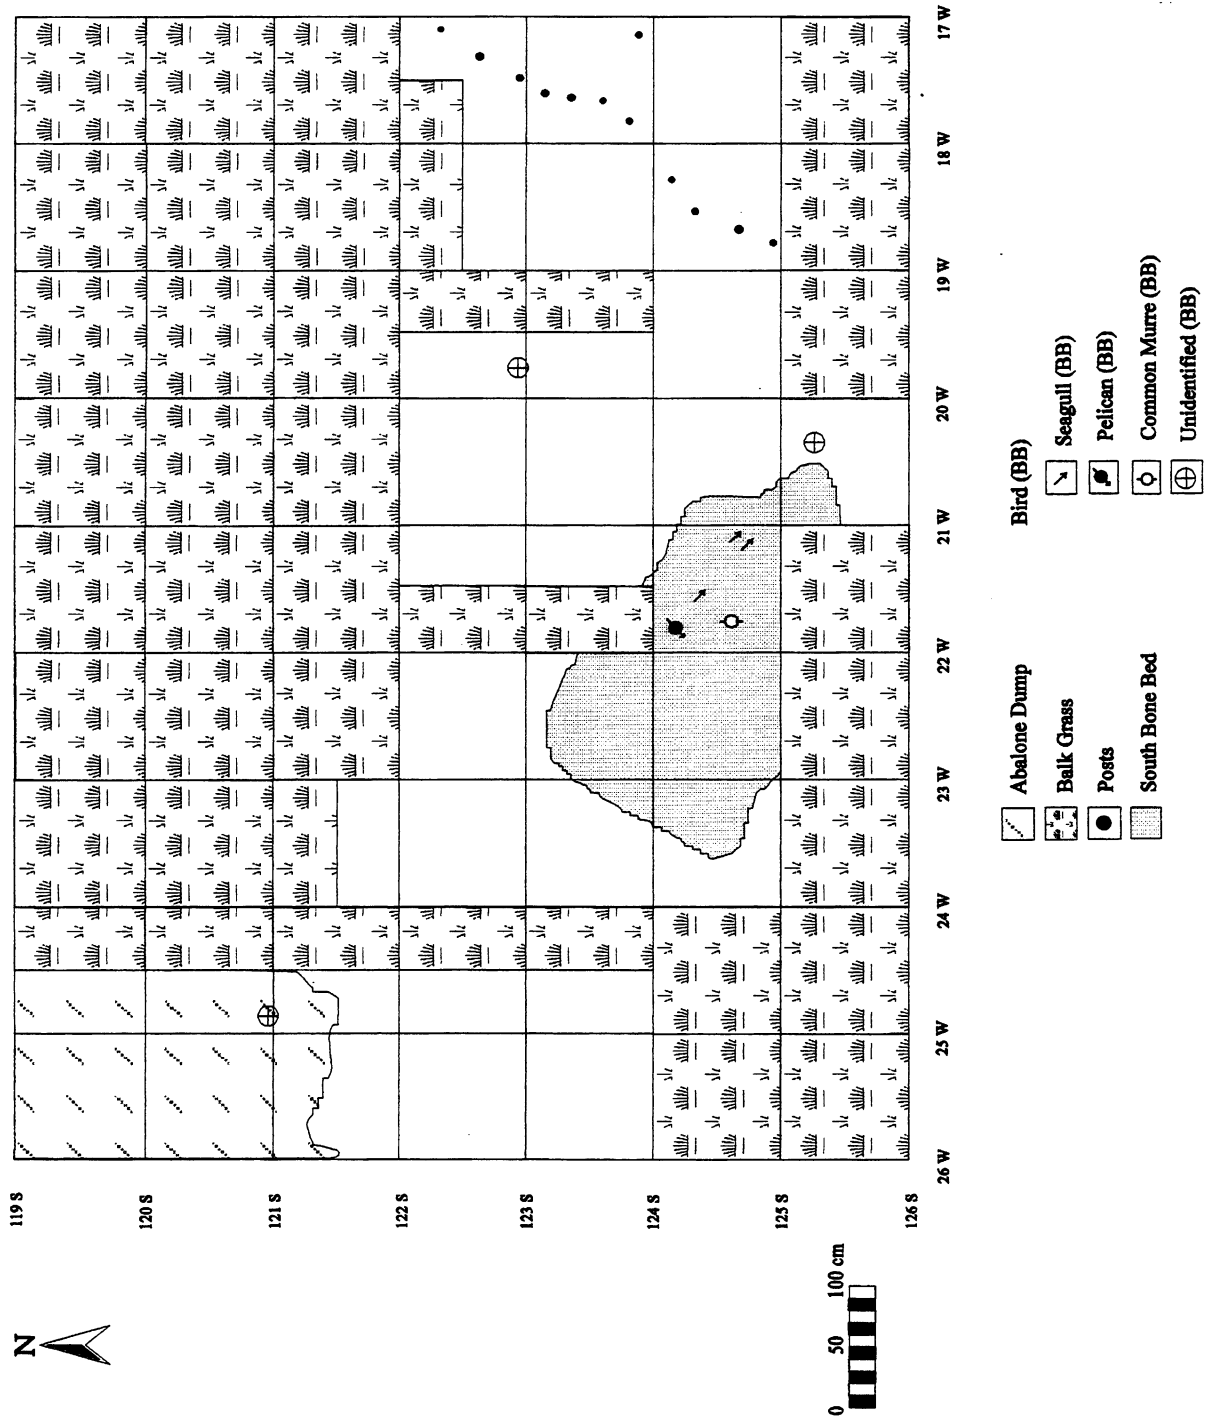 N
119 S
120 S
121 S
122 S
123 S
124 S
125 S
126 S
26 W
25 W
24 W
23 W
22 W
21 W
20 W
19 W
18 W
17 W
0 50 100 cm
Abalone Dump
Balk Grass
Posts
South Bone Bed
Bird (BB)
Seagull (BB)
Pelican (BB)
Common Murre (BB)
Unidentified (BB)